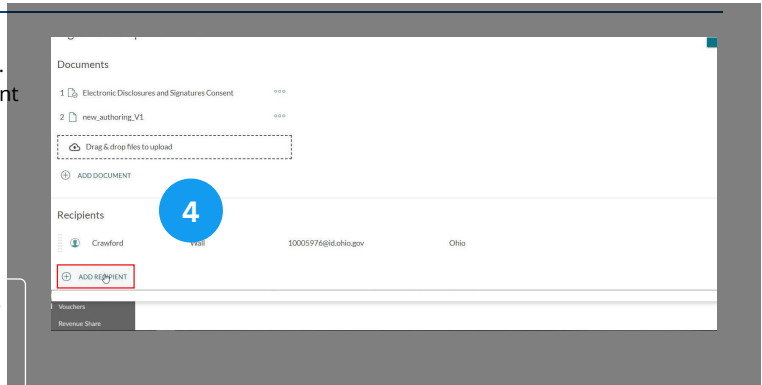 nt
Documents
1 Electronic Disclosures and Signatures Consent
2 new_authoring_V1
Drag & drop files to upload
ADD DOCUMENT
4
Recipients
Crawford Wall 10005976@id.ohio.gov Ohio
ADD RECIPIENT
Vouchers
Revenue Share